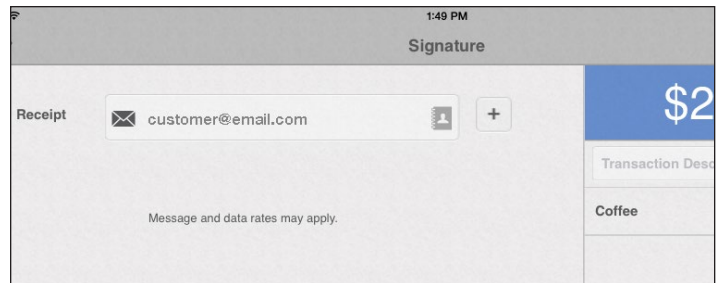 1:49 PM
Signature
Receipt
customer@email.com
+
$2
Transaction Desc
Coffee
Message and data rates may apply.